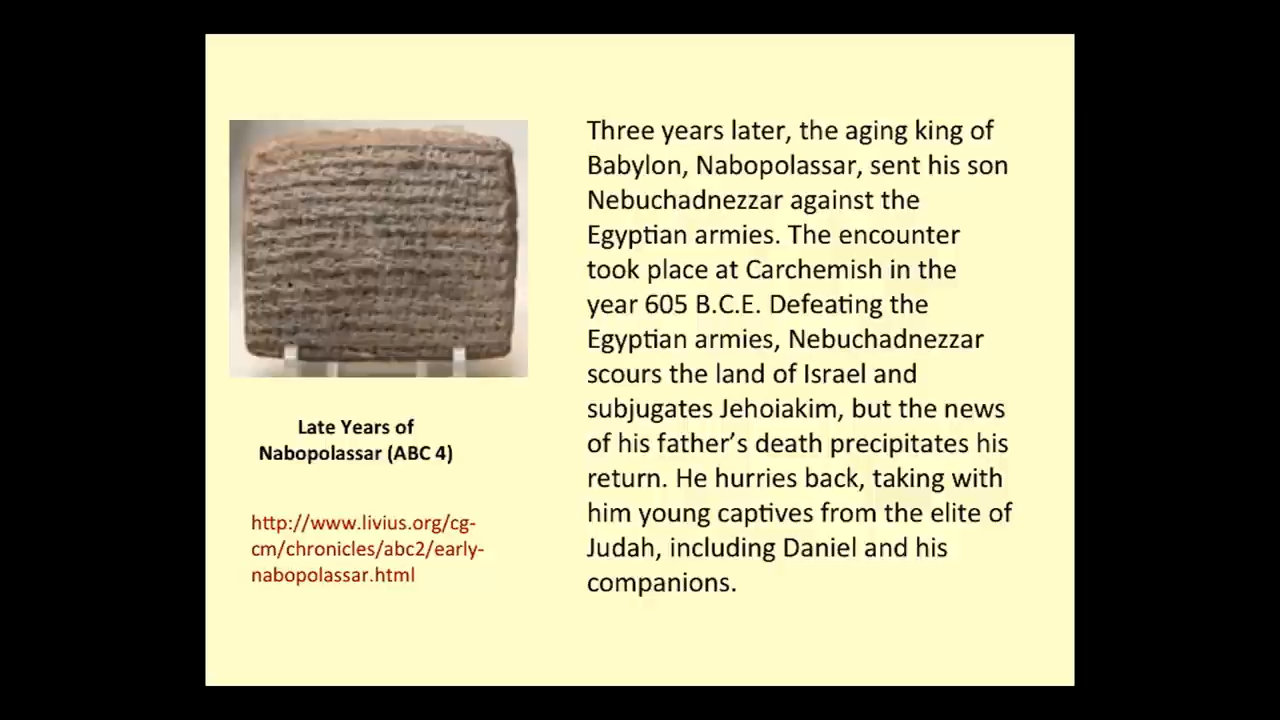 Three years later, the aging king of
Babylon, Nabopolassar, sent his son
Nebuchadnezzar against the
Egyptian armies. The encounter
took place at Carchemish in the
year 605 B.C.E. Defeating the
Egyptian armies, Nebuchadnezzar
scours the land of Israel and
subjugates Jehoiakim, but the news
of his father’s death precipitates his
return. He hurries back, taking with
him young captives from the elite of
Judah, including Daniel and his
companions.
Late Years of
Nabopolassar (ABC 4)
http://www.livius.org/cg-
cm/chronicles/abc2/early-
nabopolassar.html